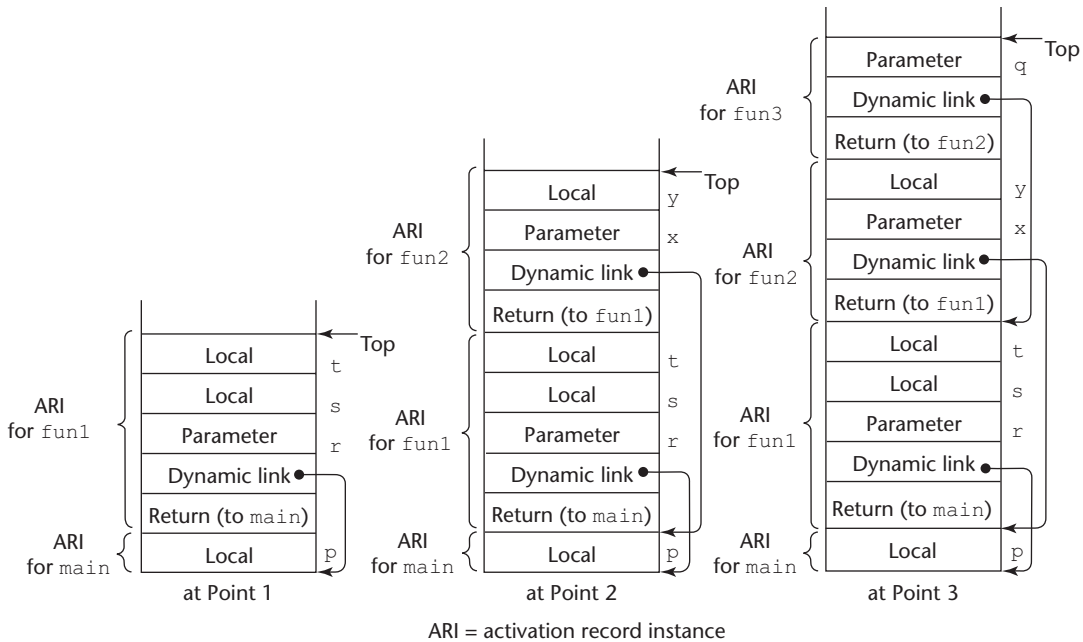 Local
Local
Parameter
Dynamic link
Return (to main)
Local
ARI
for fun1
ARI
for main
Top
t
s
r
p
at Point 1
Local
Parameter
Dynamic link
Return (to fun1)
Local
Local
Parameter
Dynamic link
Return (to main)
Local
ARI
for fun2
ARI
for fun1
ARI
for main
Top
y
x
t
s
r
p
at Point 2
Parameter
Dynamic link
Return (to fun2)
Local
Parameter
Dynamic link
Return (to fun1)
Local
Local
Parameter
Dynamic link
Return (to main)
Local
ARI
for fun3
ARI
for fun2
ARI
for fun1
ARI
for main
Top
q
y
x
t
s
r
p
at Point 3
ARI = activation record instance